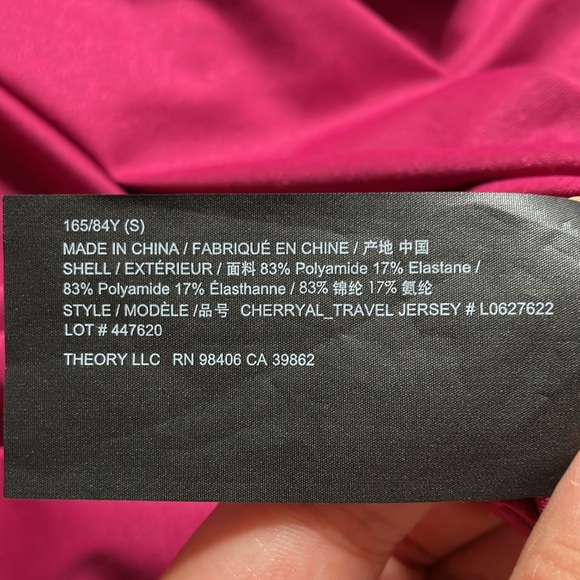 165/84Y (S)
MADE IN CHINA / FABRIQUÉ EN CHINE / 产地 中国
SHELL / EXTÉRIEUR / 面料 83% Polyamide 17% Elastane /
83% Polyamide 17% Élasthanne / 83% 锦纶 17% 氨纶
STYLE / MODÈLE /品号 CHERRYAL_TRAVEL JERSEY # L0627622
LOT # 447620
THEORY LLC RN 98406 CA 39862